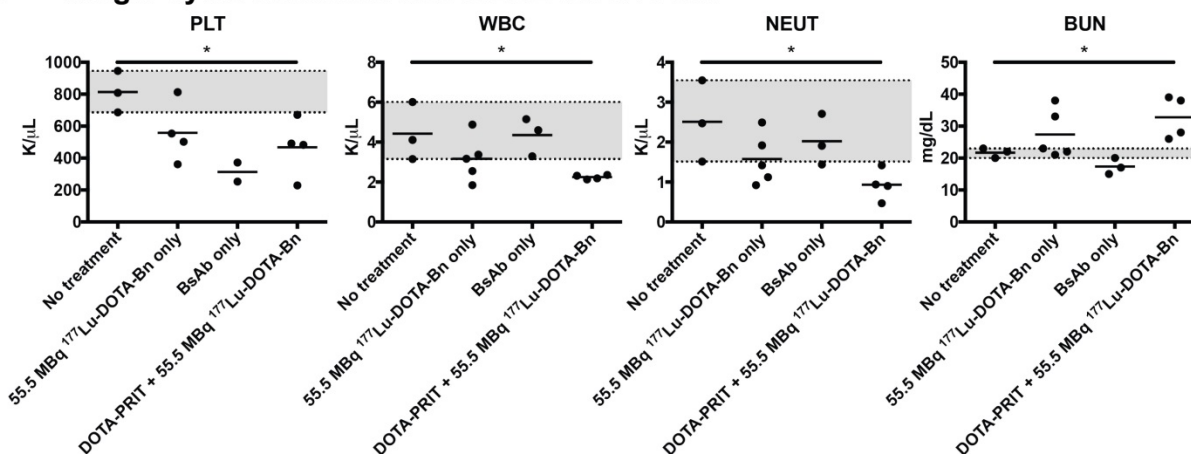 PLT
*
K/μL
1000
800
600
400
200
0
No treatment
55.5 MBq ¹⁷⁷Lu-DOTA-Bn only
BsAb only
DOTA-PRIT + 55.5 MBq ¹⁷⁷Lu-DOTA-Bn
WBC
*
K/μL
8
6
4
2
0
No treatment
55.5 MBq ¹⁷⁷Lu-DOTA-Bn only
BsAb only
DOTA-PRIT + 55.5 MBq ¹⁷⁷Lu-DOTA-Bn
NEUT
*
K/μL
4
3
2
1
0
No treatment
55.5 MBq ¹⁷⁷Lu-DOTA-Bn only
BsAb only
DOTA-PRIT + 55.5 MBq ¹⁷⁷Lu-DOTA-Bn
BUN
*
mg/dL
50
40
30
20
10
0
No treatment
55.5 MBq ¹⁷⁷Lu-DOTA-Bn only
BsAb only
DOTA-PRIT + 55.5 MBq ¹⁷⁷Lu-DOTA-Bn